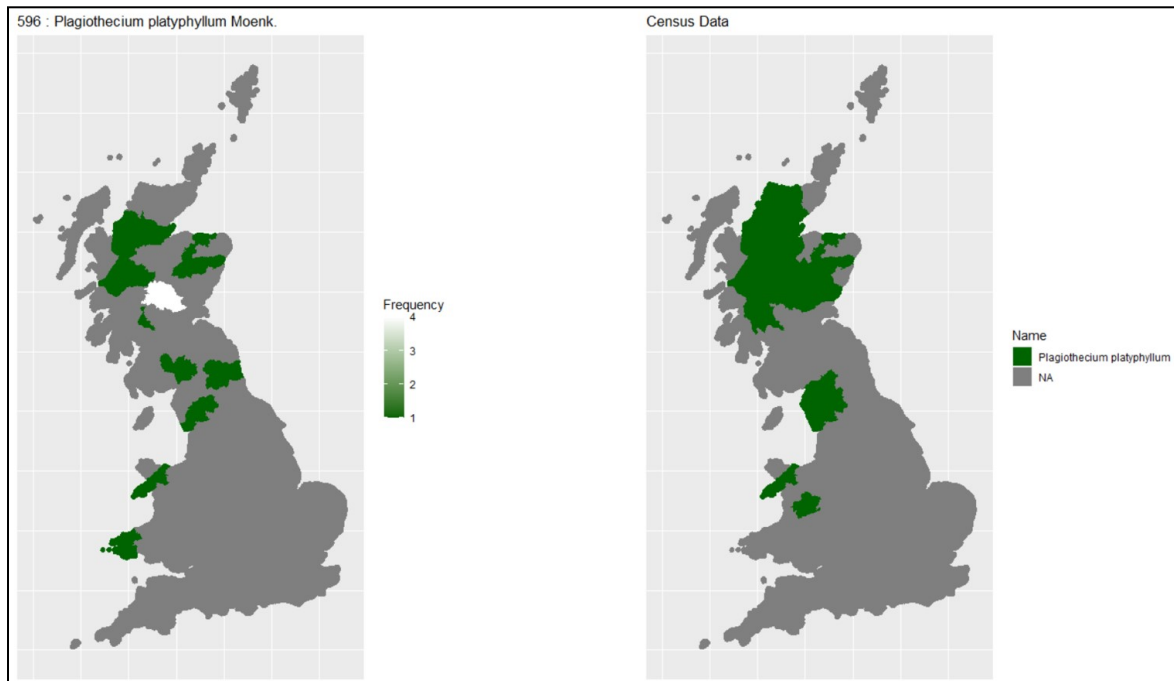 596 : Plagiothecium platyphyllum Moenk.
Frequency
4
3
2
1
Census Data
Name
Plagiothecium platyphyllum
NA